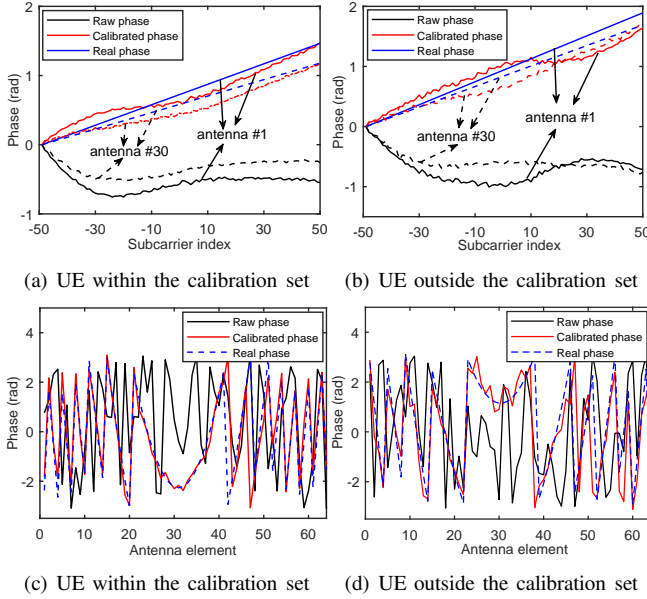 Raw phase
Calibrated phase
Real phase
antenna #1
antenna #30
Phase (rad)
2
1
0
-1
-50 -30 -10 10 30 50
Subcarrier index
(a) UE within the calibration set
Raw phase
Calibrated phase
Real phase
antenna #1
antenna #30
Phase (rad)
2
1
0
-1
-50 -30 -10 10 30 50
Subcarrier index
(b) UE outside the calibration set
Raw phase
Calibrated phase
Real phase
Phase (rad)
4
2
0
-2
0 10 20 30 40 50 60
Antenna element
(c) UE within the calibration set
Raw phase
Calibrated phase
Real phase
Phase (rad)
4
2
0
-2
0 10 20 30 40 50 60
Antenna element
(d) UE outside the calibration set